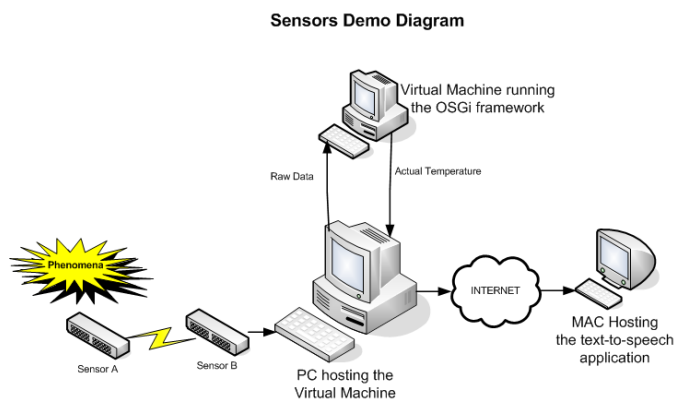 Sensors Demo Diagram
Virtual Machine running
the OSGi framework
Raw Data
Actual Temperature
Phenomena
INTERNET
Sensor A
Sensor B
PC hosting the
Virtual Machine
MAC Hosting
the text-to-speech
application